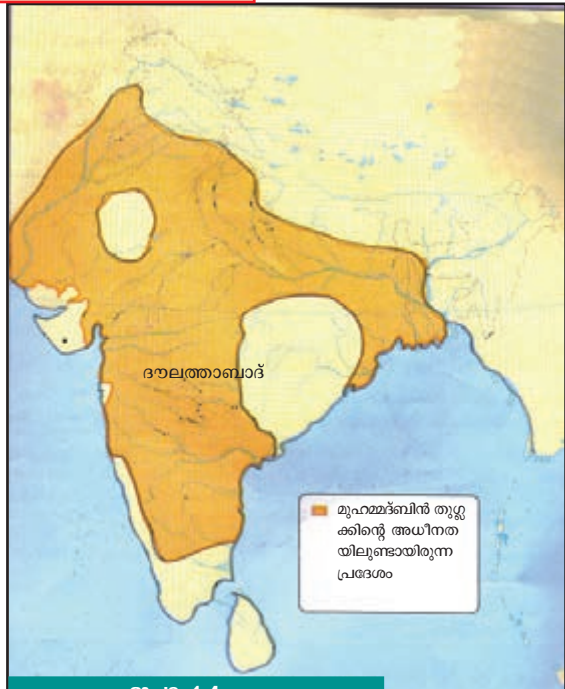 ദൗലത്താബാദ്
മുഹമ്മദ്ബിൻ തുഗ്ല
ക്കിന്റെ അധീനത
യിലുണ്ടായിരുന്ന
പ്രദേശം